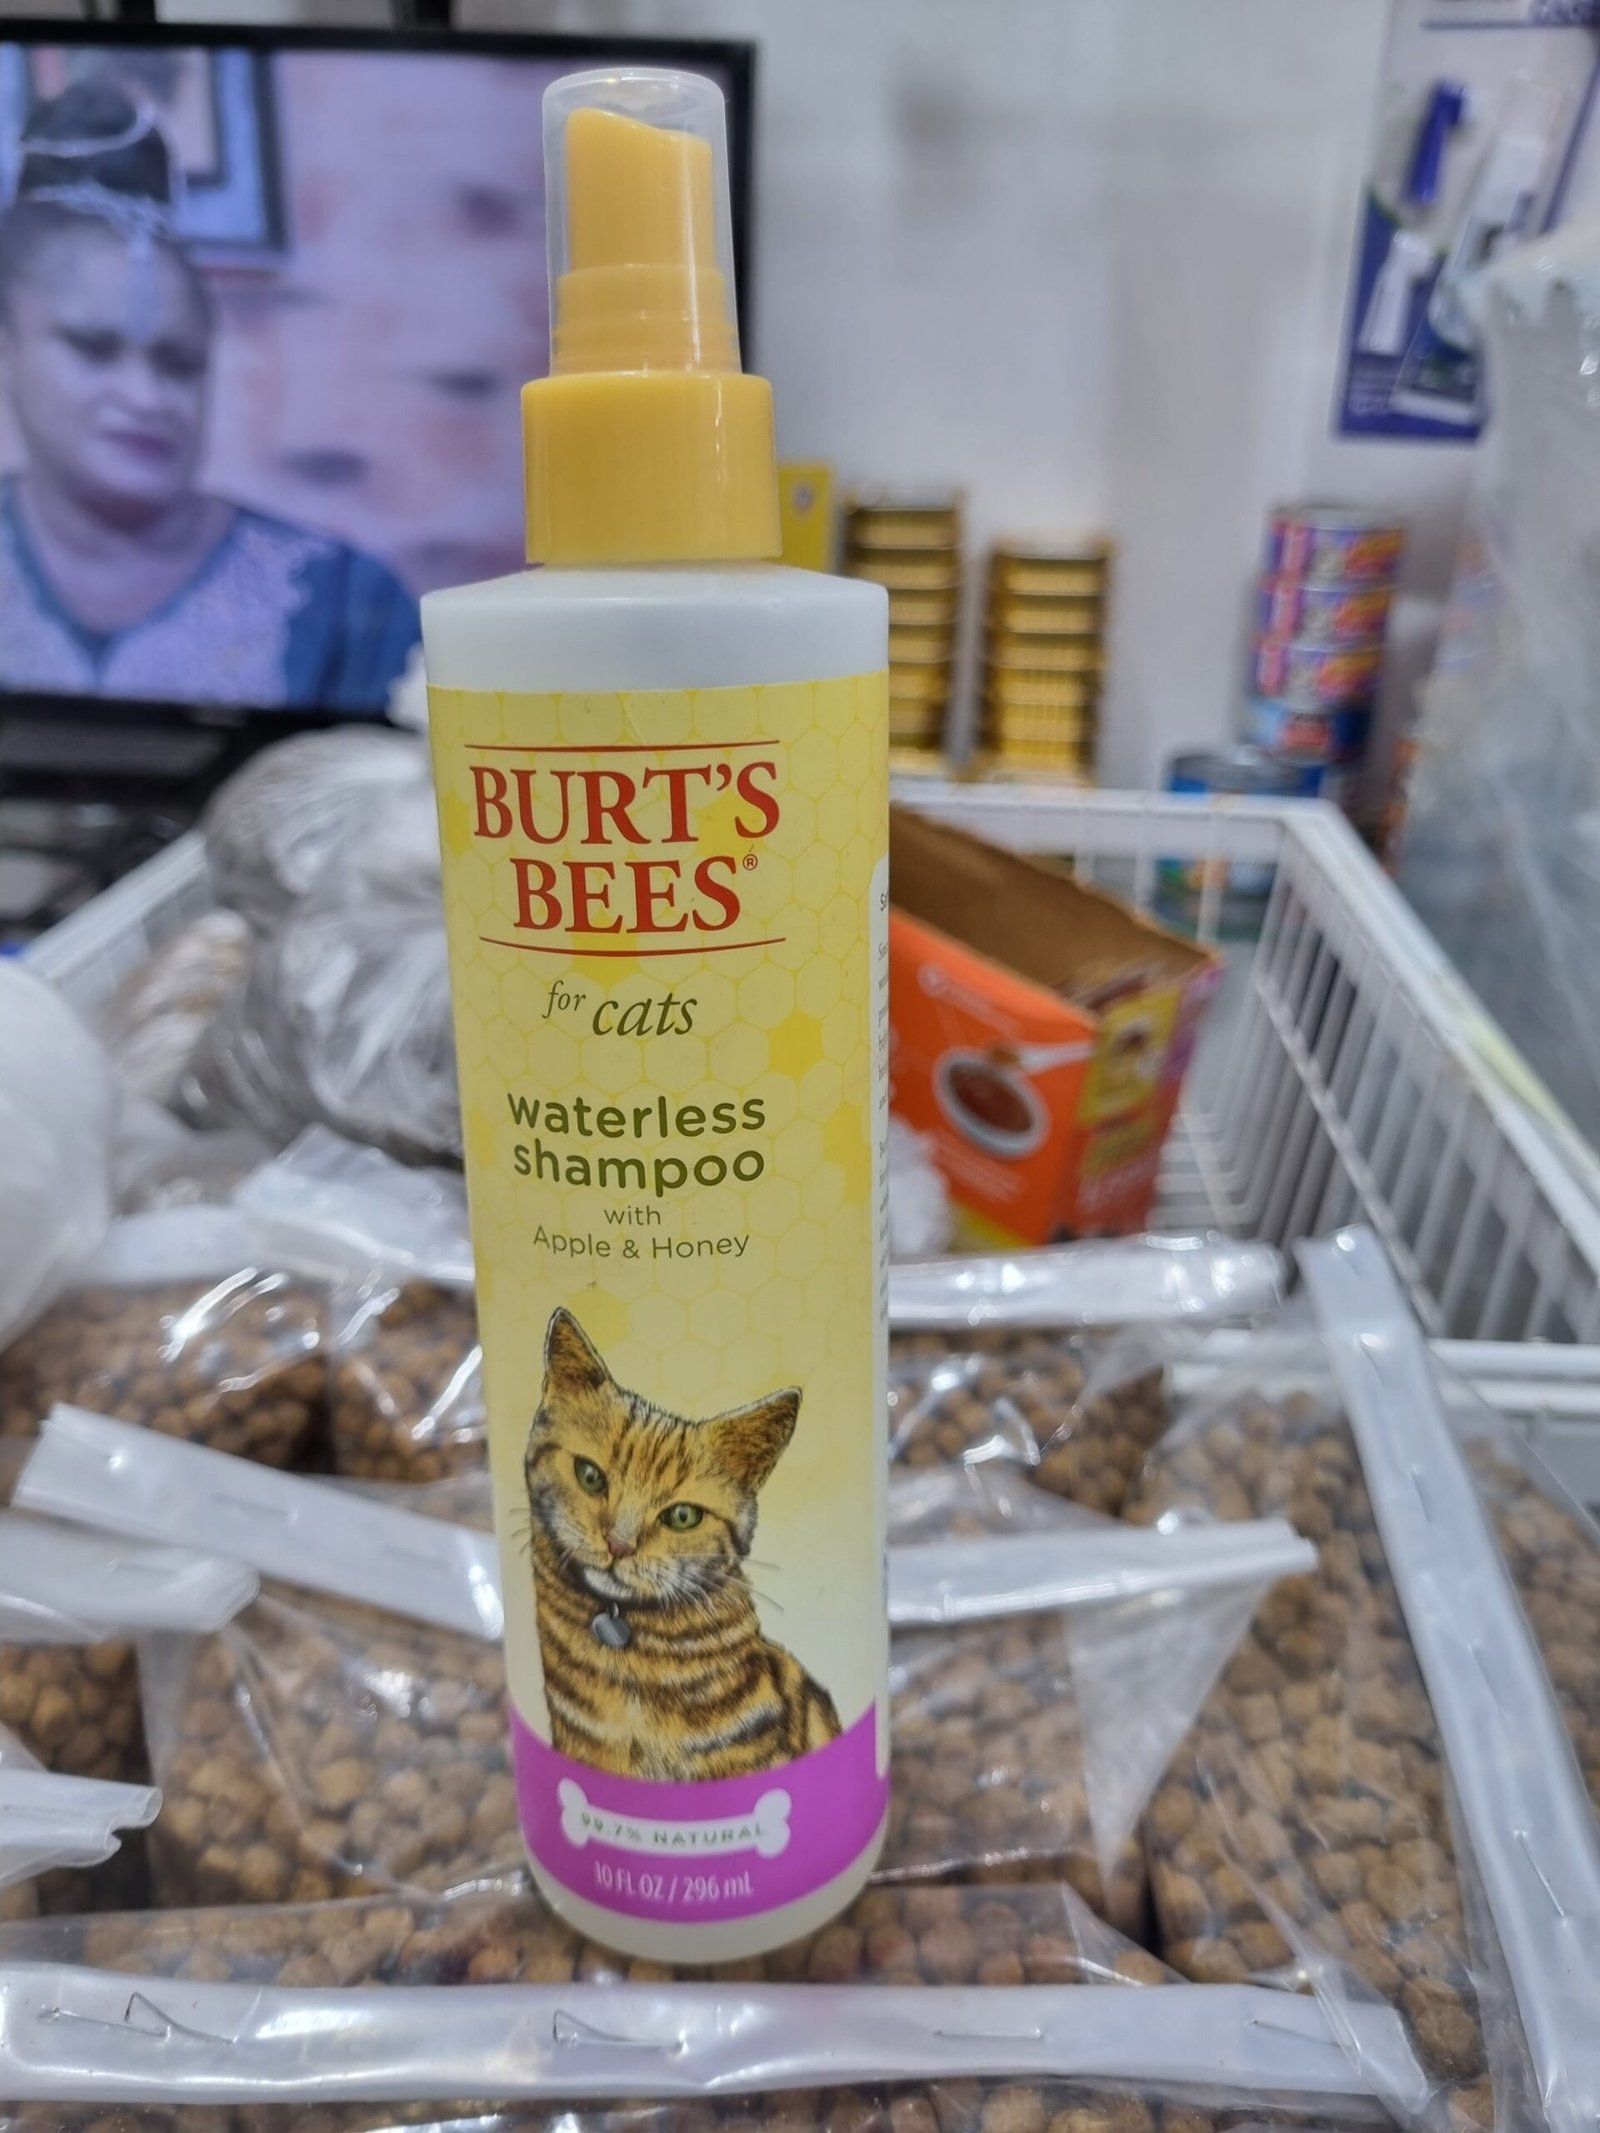 BURT'S
BEES®
for cats
waterless
shampoo
with
Apple & Honey
99.7% NATURAL
10 FL OZ / 296 mL